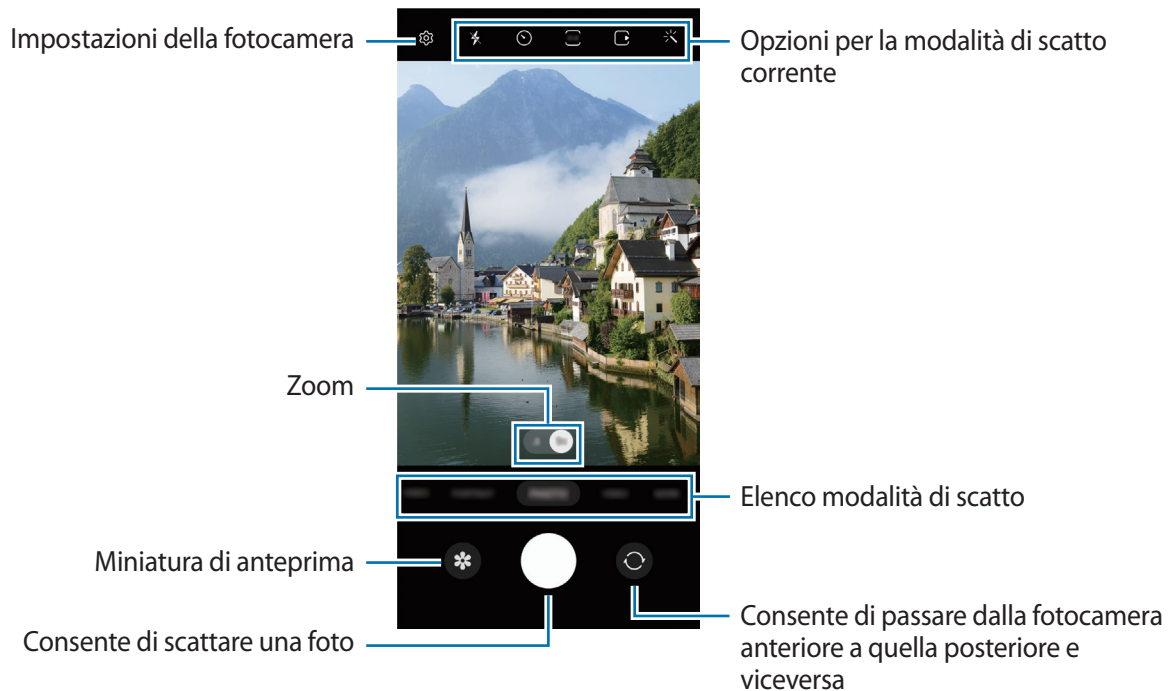 Impostazioni della fotocamera
Opzioni per la modalità di scatto
corrente
Zoom
Elenco modalità di scatto
Miniatura di anteprima
Consente di scattare una foto
Consente di passare dalla fotocamera
anteriore a quella posteriore e
viceversa